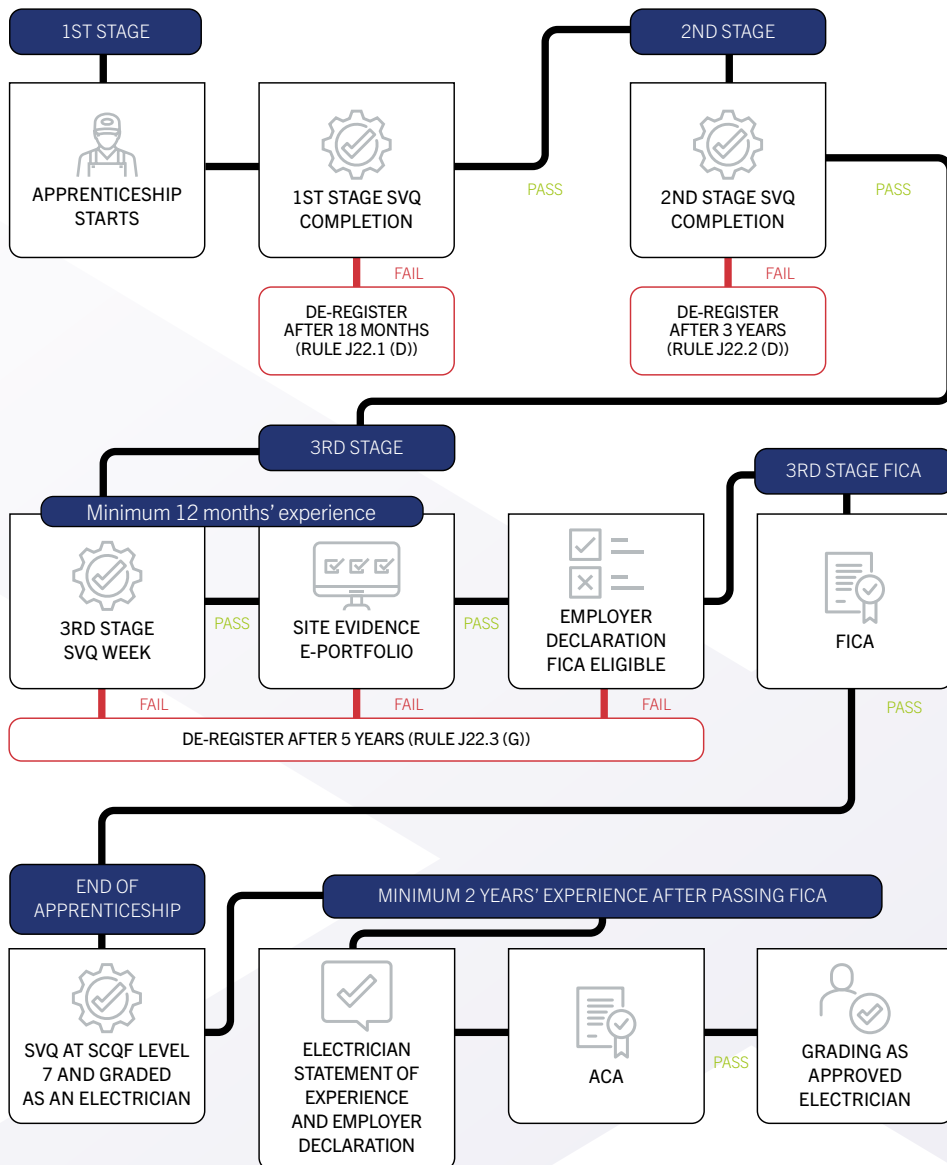 1ST STAGE
2ND STAGE
APPRENTICESHIP
STARTS
1ST STAGE SVQ
COMPLETION
PASS
2ND STAGE SVQ
COMPLETION
PASS
FAIL
DE-REGISTER
AFTER 18 MONTHS
(RULE J22.1 (D))
FAIL
DE-REGISTER
AFTER 3 YEARS
(RULE J22.2 (D))
3RD STAGE
3RD STAGE FICA
Minimum 12 months’ experience
3RD STAGE
SVQ WEEK
PASS
SITE EVIDENCE
E-PORTFOLIO
PASS
EMPLOYER
DECLARATION
FICA ELIGIBLE
FICA
FAIL
FAIL
FAIL
PASS
DE-REGISTER AFTER 5 YEARS (RULE J22.3 (G))
END OF
APPRENTICESHIP
MINIMUM 2 YEARS’ EXPERIENCE AFTER PASSING FICA
SVQ AT SCQF LEVEL
7 AND GRADED
AS AN ELECTRICIAN
ELECTRICIAN
STATEMENT OF
EXPERIENCE
AND EMPLOYER
DECLARATION
ACA
PASS
GRADING AS
APPROVED
ELECTRICIAN